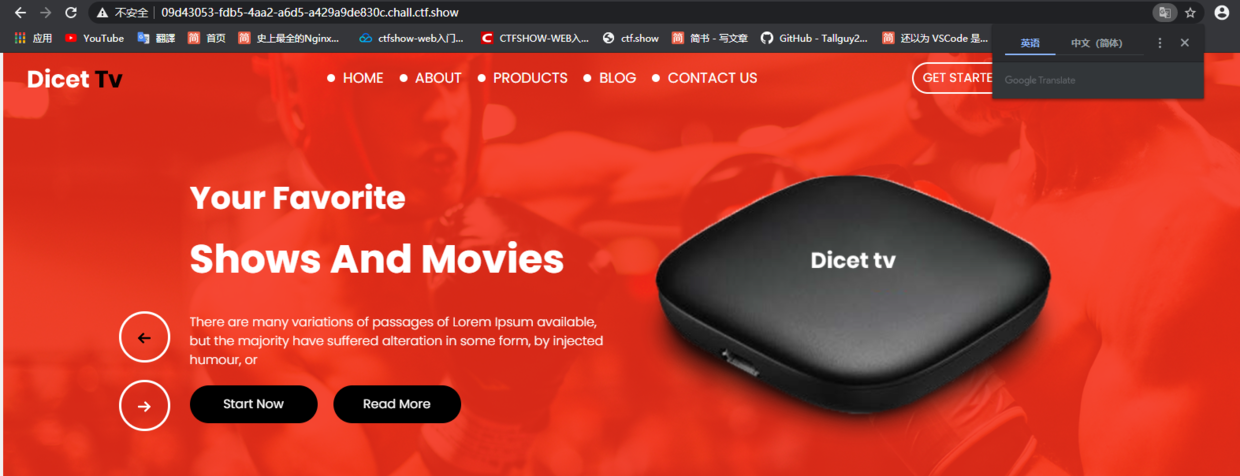 不安全 09d43053-fdb5-4aa2-a6d5-a429a9de830c.chall.ctf.show
应用 YouTube 翻譯 首页 史上最全的Nginx... ctfshow-web入门... CTFSHOW-WEB入... ctf.show 简书 - 写文章 GitHub - Tallguy2... 还以为 VSCode 是...
英语 中文（简体）
Google Translate
Dicet Tv HOME ABOUT PRODUCTS BLOG CONTACT US GET STARTE
Your Favorite
Shows And Movies
Dicet tv
There are many variations of passages of Lorem Ipsum available,
but the majority have suffered alteration in some form, by injected
humour, or
Start Now Read More